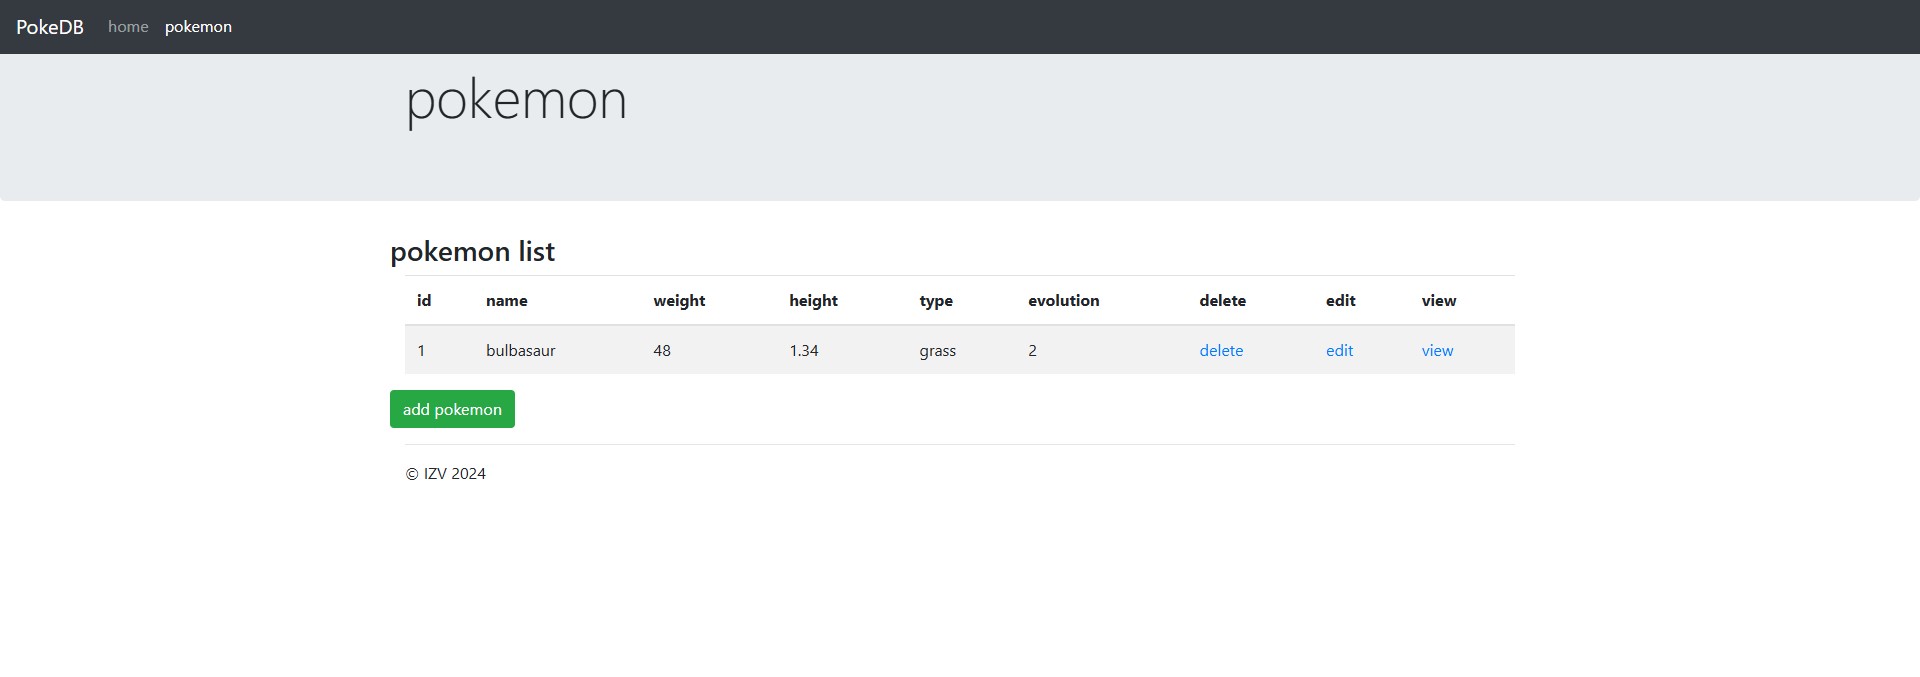 PokeDB home pokemon
pokemon
pokemon list
id name weight height type evolution delete edit view
1 bulbasaur 48 1.34 grass 2 delete edit view
add pokemon
© IZV 2024